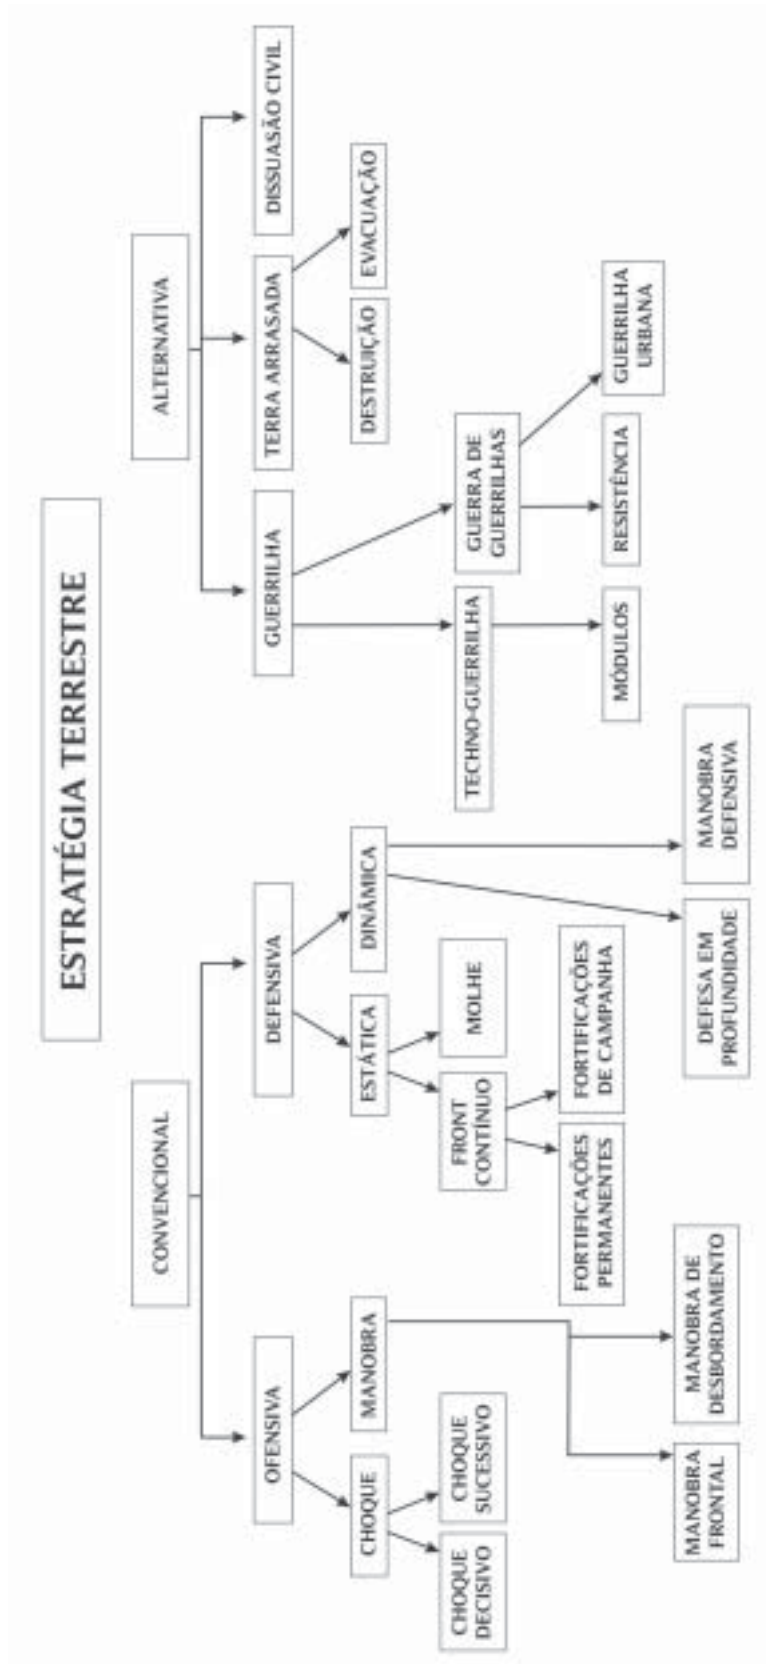 ESTRATÉGIA TERRESTRE
CONVENCIONAL
ALTERNATIVA
OFENSIVA
DEFENSIVA
GUERRILHA
TERRA ARRASADA
DISSUASÃO CIVIL
CHOQUE
MANOBRA
ESTÁTICA
DINÂMICA
DESTRUIÇÃO
EVACUAÇÃO
CHOQUE
DECISIVO
CHOQUE
SUCESSIVO
FRONT
CONTÍNUO
MOLHE
TECHNO-GUERRILHA
GUERRA DE
GUERRILHAS
FORTIFICAÇÕES
PERMANENTES
FORTIFICAÇÕES
DE CAMPANHA
MÓDULOS
RESISTÊNCIA
GUERRILHA
URBANA
MANOBRA
FRONTAL
MANOBRA DE
DESBORDAMENTO
DEFESA EM
PROFUNDIDADE
MANOBRA
DEFENSIVA